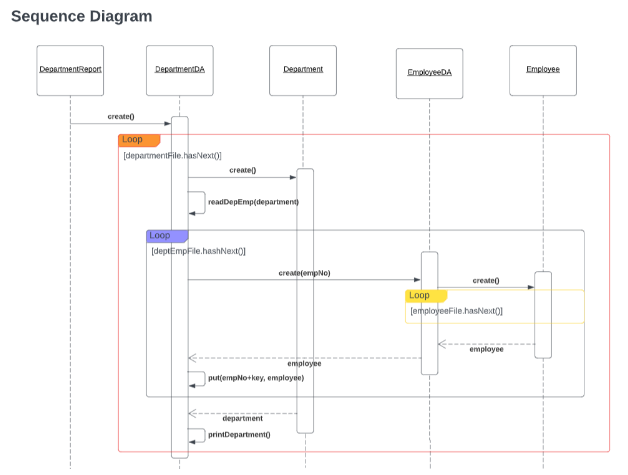 Sequence Diagram
DepartmentReport
DepartmentDA
Department
EmployeeDA
Employee
create()
Loop
[departmentFile.hasNext()]
create()
readDepEmp(department)
Loop
[deptEmpFile.hashNext()]
create(empNo)
create()
Loop
[employeeFile.hasNext()]
employee
employee
put(empNo+key, employee)
department
printDepartment()